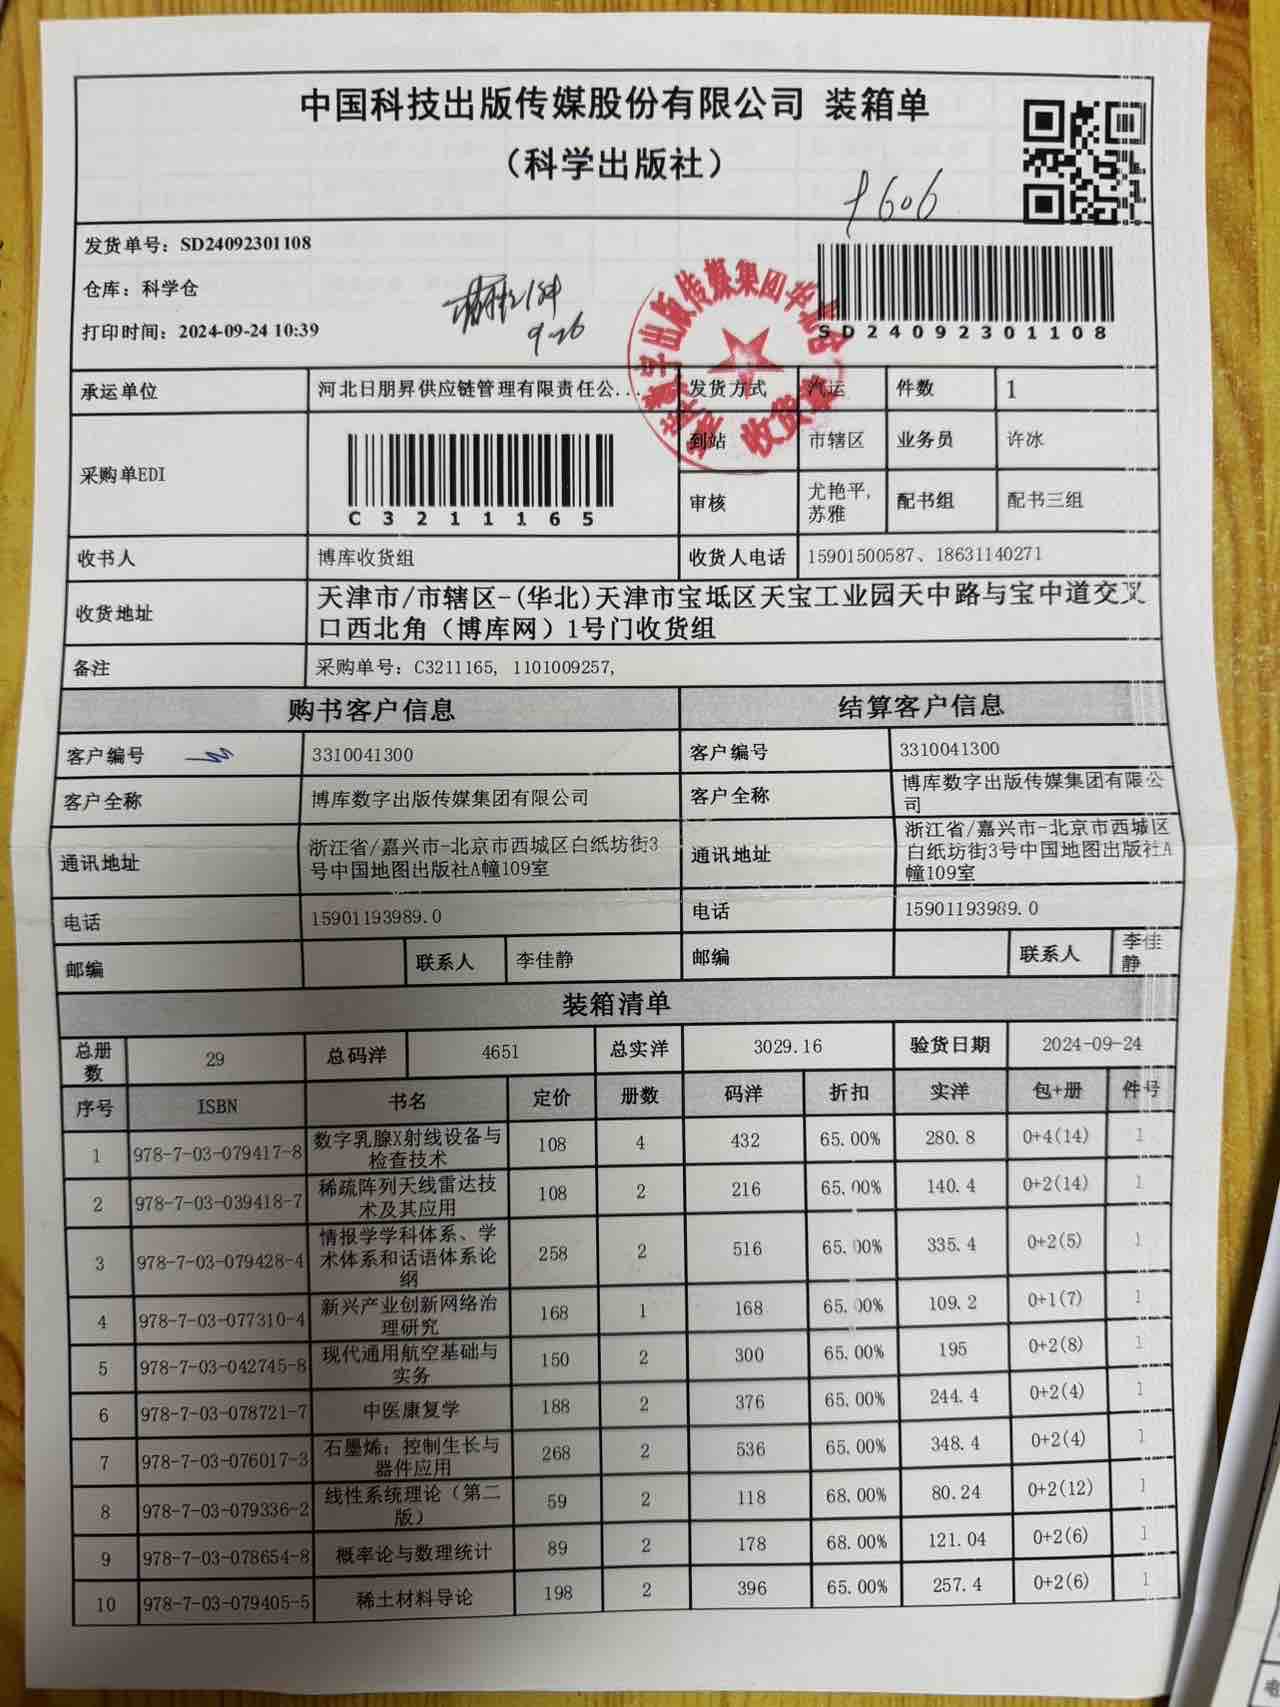 中国科技出版传媒股份有限公司 装箱单
（科学出版社）
1606
发货单号：SD24092301108
仓库：科学仓
打印时间：2024-09-24 10:39
9-26
SD24092301108
收货章
承运单位 河北日朋昇供应链管理有限责任公... 发货方式 汽运 件数 1
采购单EDI C3211165 到站 市辖区 业务员 许冰
审核 尤艳平,
苏雅 配书组 配书三组
收书人 博库收货组 收货人电话 15901500587、18631140271
收货地址 天津市/市辖区-(华北)天津市宝坻区天宝工业园天中路与宝中道交叉
口西北角（博库网）1号门收货组
备注 采购单号：C3211165, 1101009257,
购书客户信息 结算客户信息
客户编号 3310041300 客户编号 3310041300
客户全称 博库数字出版传媒集团有限公司 客户全称 博库数字出版传媒集团有限公
司
通讯地址 浙江省/嘉兴市-北京市西城区白纸坊街3
号中国地图出版社A幢109室 通讯地址 浙江省/嘉兴市-北京市西城区
白纸坊街3号中国地图出版社A
幢109室
电话 15901193989.0 电话 15901193989.0
邮编 联系人 李佳静 邮编 联系人 李佳
静
装箱清单
总册
数 29 总码洋 4651 总实洋 3029.16 验货日期 2024-09-24
序号 ISBN 书名 定价 册数 码洋 折扣 实洋 包+册 件号
1 978-7-03-079417-8 数字乳腺X射线设备与
检查技术 108 4 432 65.00% 280.8 0+4(14) 1
2 978-7-03-039418-7 稀疏阵列天线雷达技
术及其应用 108 2 216 65.00% 140.4 0+2(14) 1
3 978-7-03-079428-4 情报学学科体系、学
术体系和话语体系论
纲 258 2 516 65.00% 335.4 0+2(5) 1
4 978-7-03-077310-4 新兴产业创新网络治
理研究 168 1 168 65.00% 109.2 0+1(7) 1
5 978-7-03-042745-8 现代通用航空基础与
实务 150 2 300 65.00% 195 0+2(8) 1
6 978-7-03-078721-7 中医康复学 188 2 376 65.00% 244.4 0+2(4) 1
7 978-7-03-076017-3 石墨烯：控制生长与
器件应用 268 2 536 65.00% 348.4 0+2(4) 1
8 978-7-03-079336-2 线性系统理论（第二
版） 59 2 118 68.00% 80.24 0+2(12) 1
9 978-7-03-078654-8 概率论与数理统计 89 2 178 68.00% 121.04 0+2(6) 1
10 978-7-03-079405-5 稀土材料导论 198 2 396 65.00% 257.4 0+2(6) 1